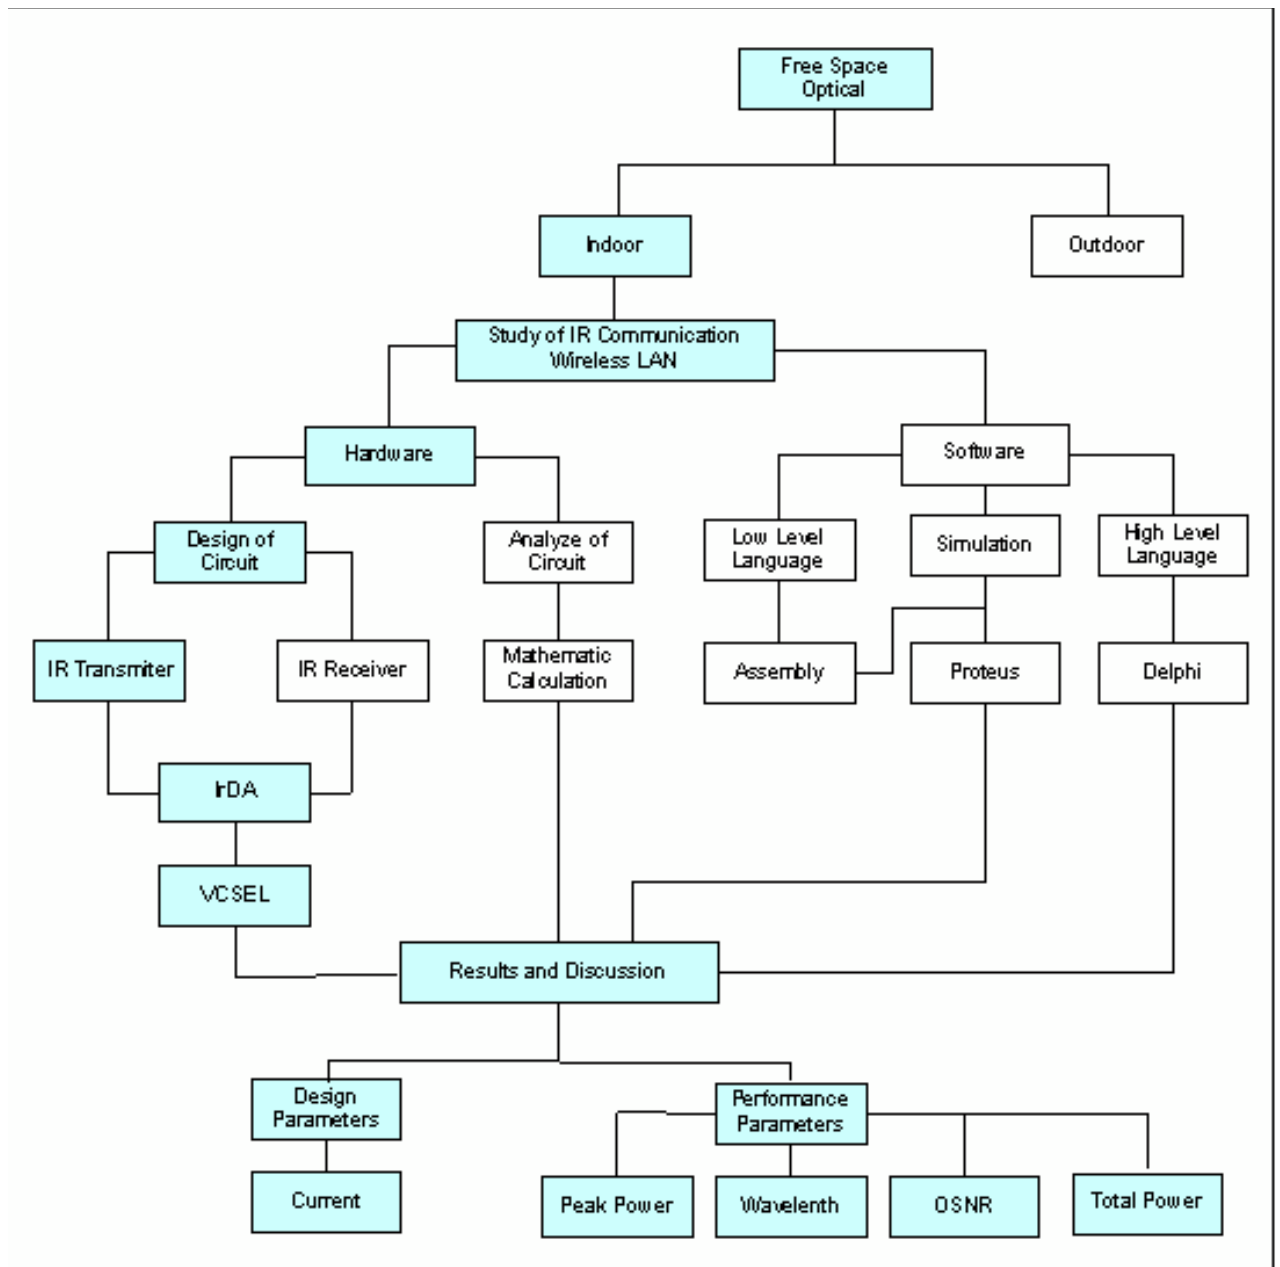 Free Space
Optical
Indoor
Outdoor
Study of IR Communication
Wireless LAN
Hardware
Software
Design of
Circuit
Analyze of
Circuit
Low Level
Language
Simulation
High Level
Language
IR Transmiter
IR Receiver
Mathematic
Calculation
Assembly
Proteus
Delphi
IrDA
VCSEL
Results and Discussion
Design
Parameters
Performance
Parameters
Current
Peak Power
Wavelenth
OSNR
Total Power